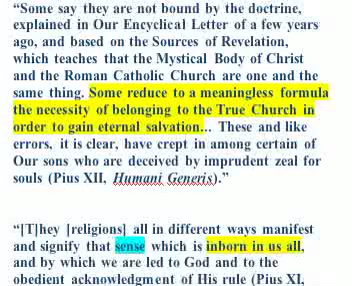 “Some say they are not bound by the doctrine,
explained in Our Encyclical Letter of a few years
ago, and based on the Sources of Revelation,
which teaches that the Mystical Body of Christ
and the Roman Catholic Church are one and the
same thing. Some reduce to a meaningless formula
the necessity of belonging to the True Church in
order to gain eternal salvation... These and like
errors, it is clear, have crept in among certain of
Our sons who are deceived by imprudent zeal for
souls (Pius XII, Humani Generis).”
“[T]hey [religions] all in different ways manifest
and signify that sense which is inborn in us all,
and by which we are led to God and to the
obedient acknowledgment of His rule (Pius XI,